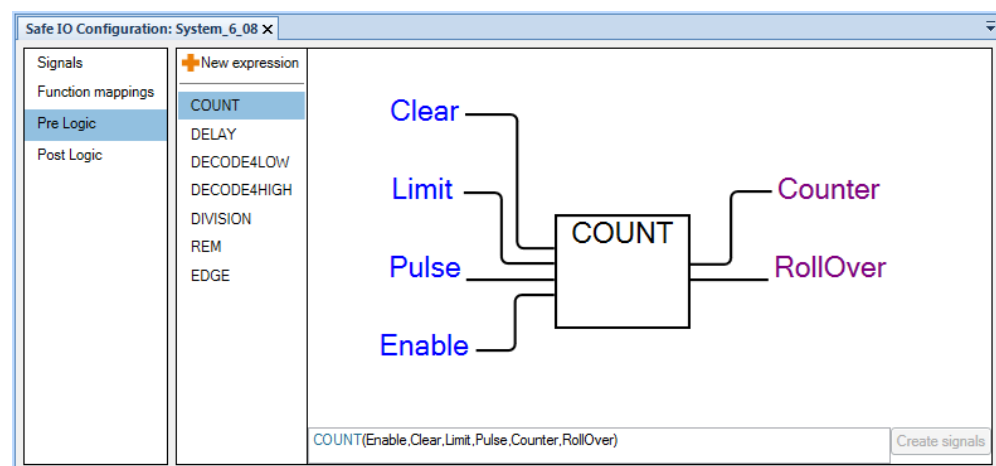 Safe IO Configuration: System_6_08 X
Signals
Function mappings
Pre Logic
Post Logic
New expression
COUNT
DELAY
DECODE4LOW
DECODE4HIGH
DIVISION
REM
EDGE
Clear
Limit
Pulse
Enable
COUNT
Counter
RollOver
COUNT(Enable,Clear,Limit,Pulse,Counter,RollOver)
Create signals